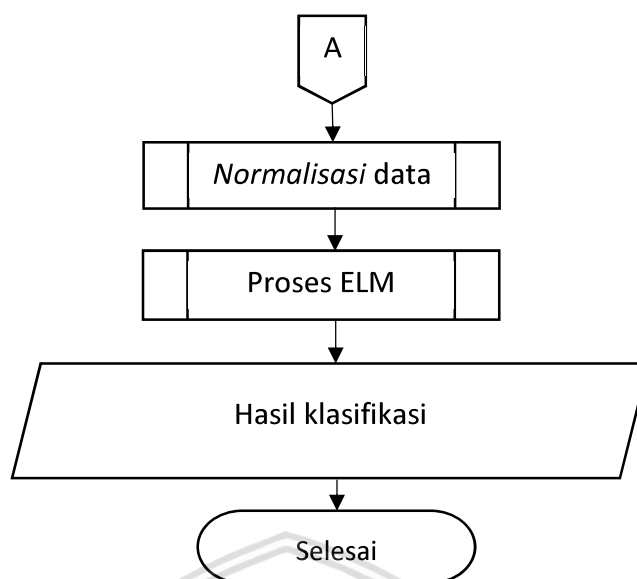 A
Normalisasi data
Proses ELM
Hasil klasifikasi
Selesai